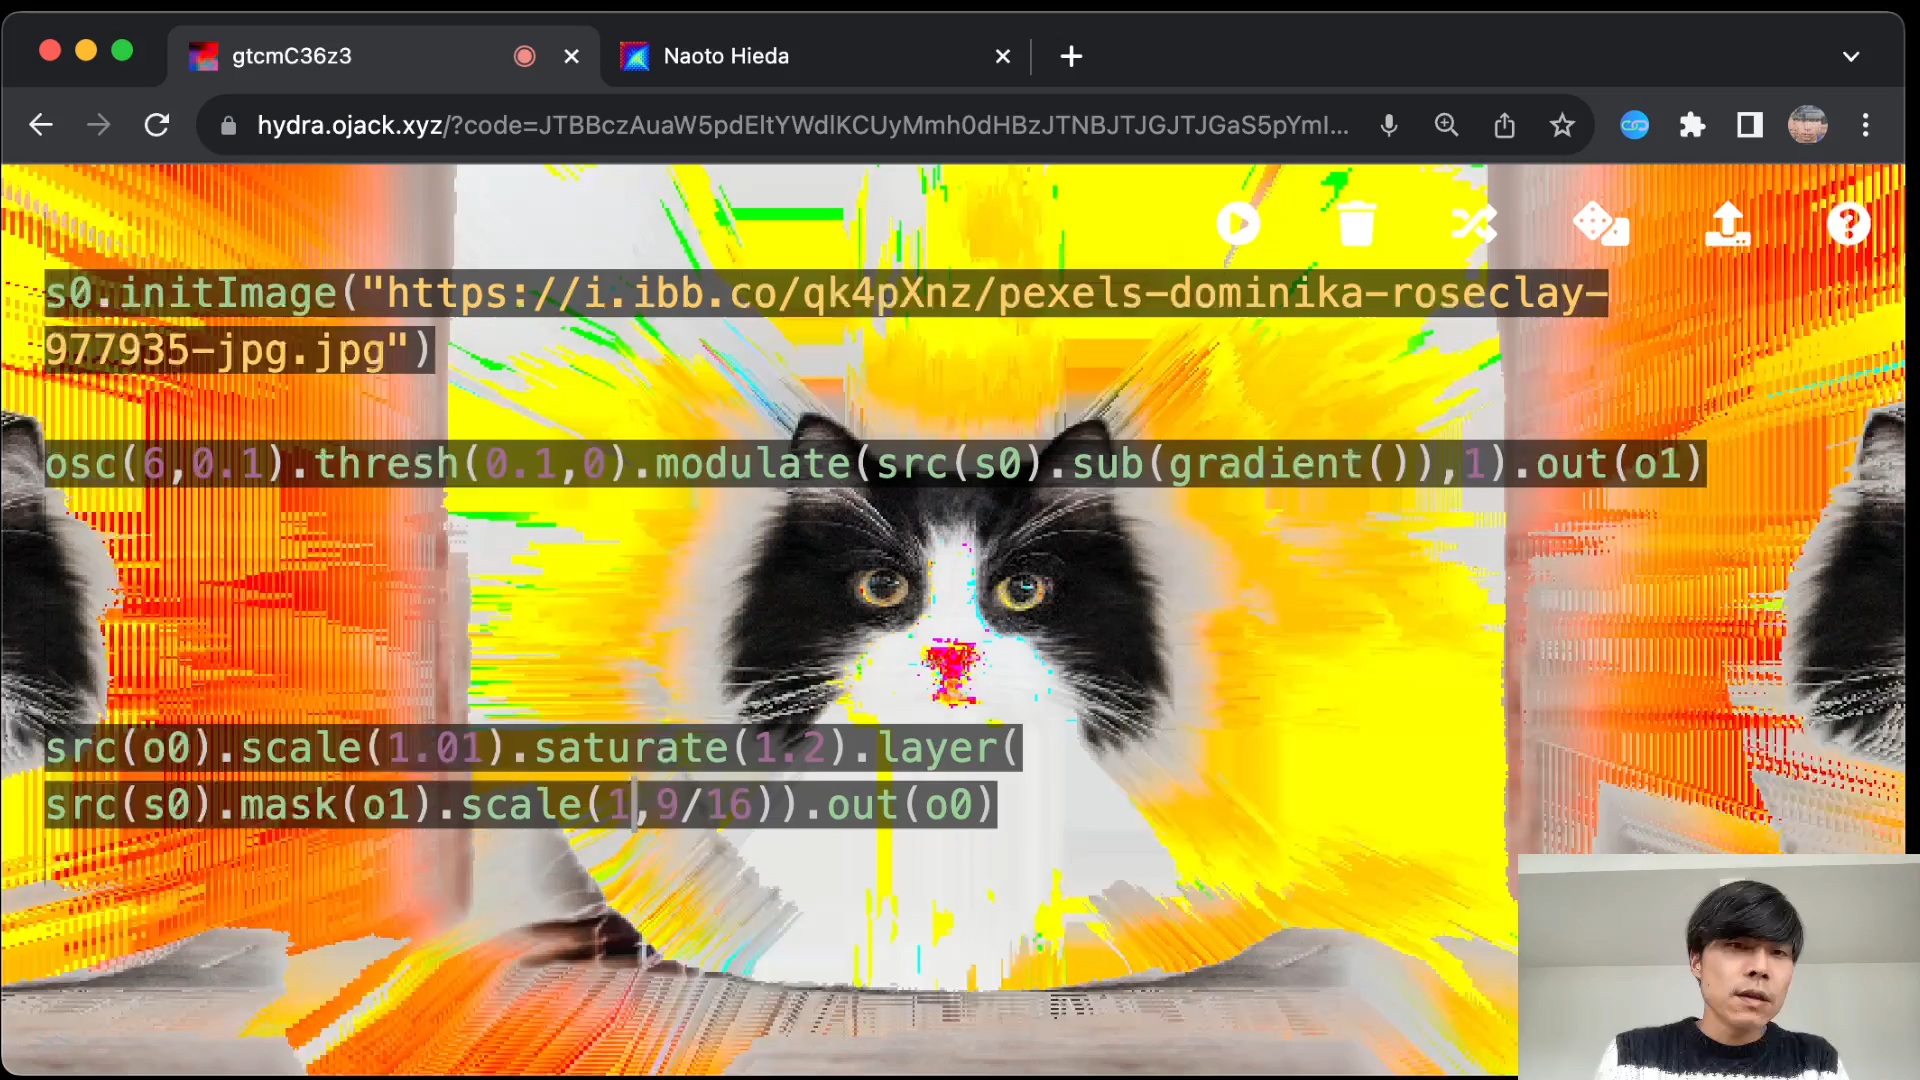 gtcmC36z3
Naoto Hieda
hydra.ojack.xyz/?code=JTBBczAuaW5pdEltYWdlKCUyMmh0dHBzJTNBJTJGJTJGaS5pYmI...
s0.initImage("https://i.ibb.co/qk4pXnz/pexels-dominika-roseclay-
977935-jpg.jpg")
osc(6,0.1).thresh(0.1,0).modulate(src(s0).sub(gradient()),1).out(o1)
src(o0).scale(1.01).saturate(1.2).layer(
src(s0).mask(o1).scale(1,9/16)).out(o0)